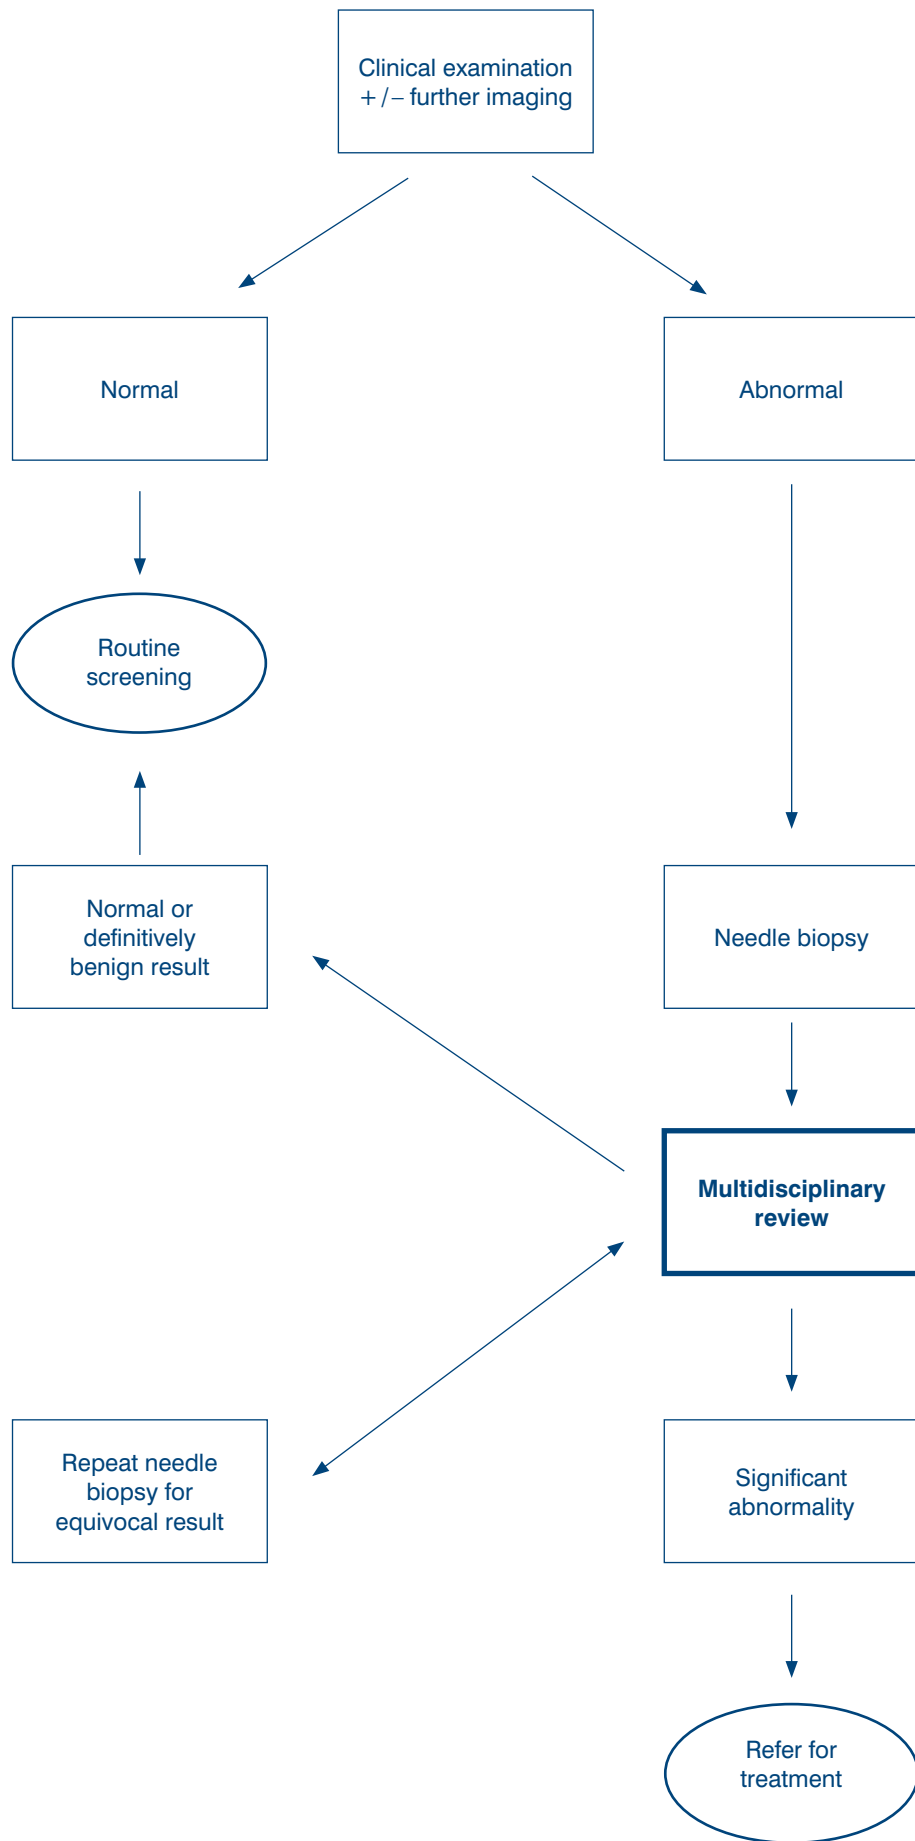 Clinical examination
+/– further imaging
Normal
Abnormal
Routine
screening
Normal or
definitively
benign result
Needle biopsy
Multidisciplinary
review
Repeat needle
biopsy for
equivocal result
Significant
abnormality
Refer for
treatment